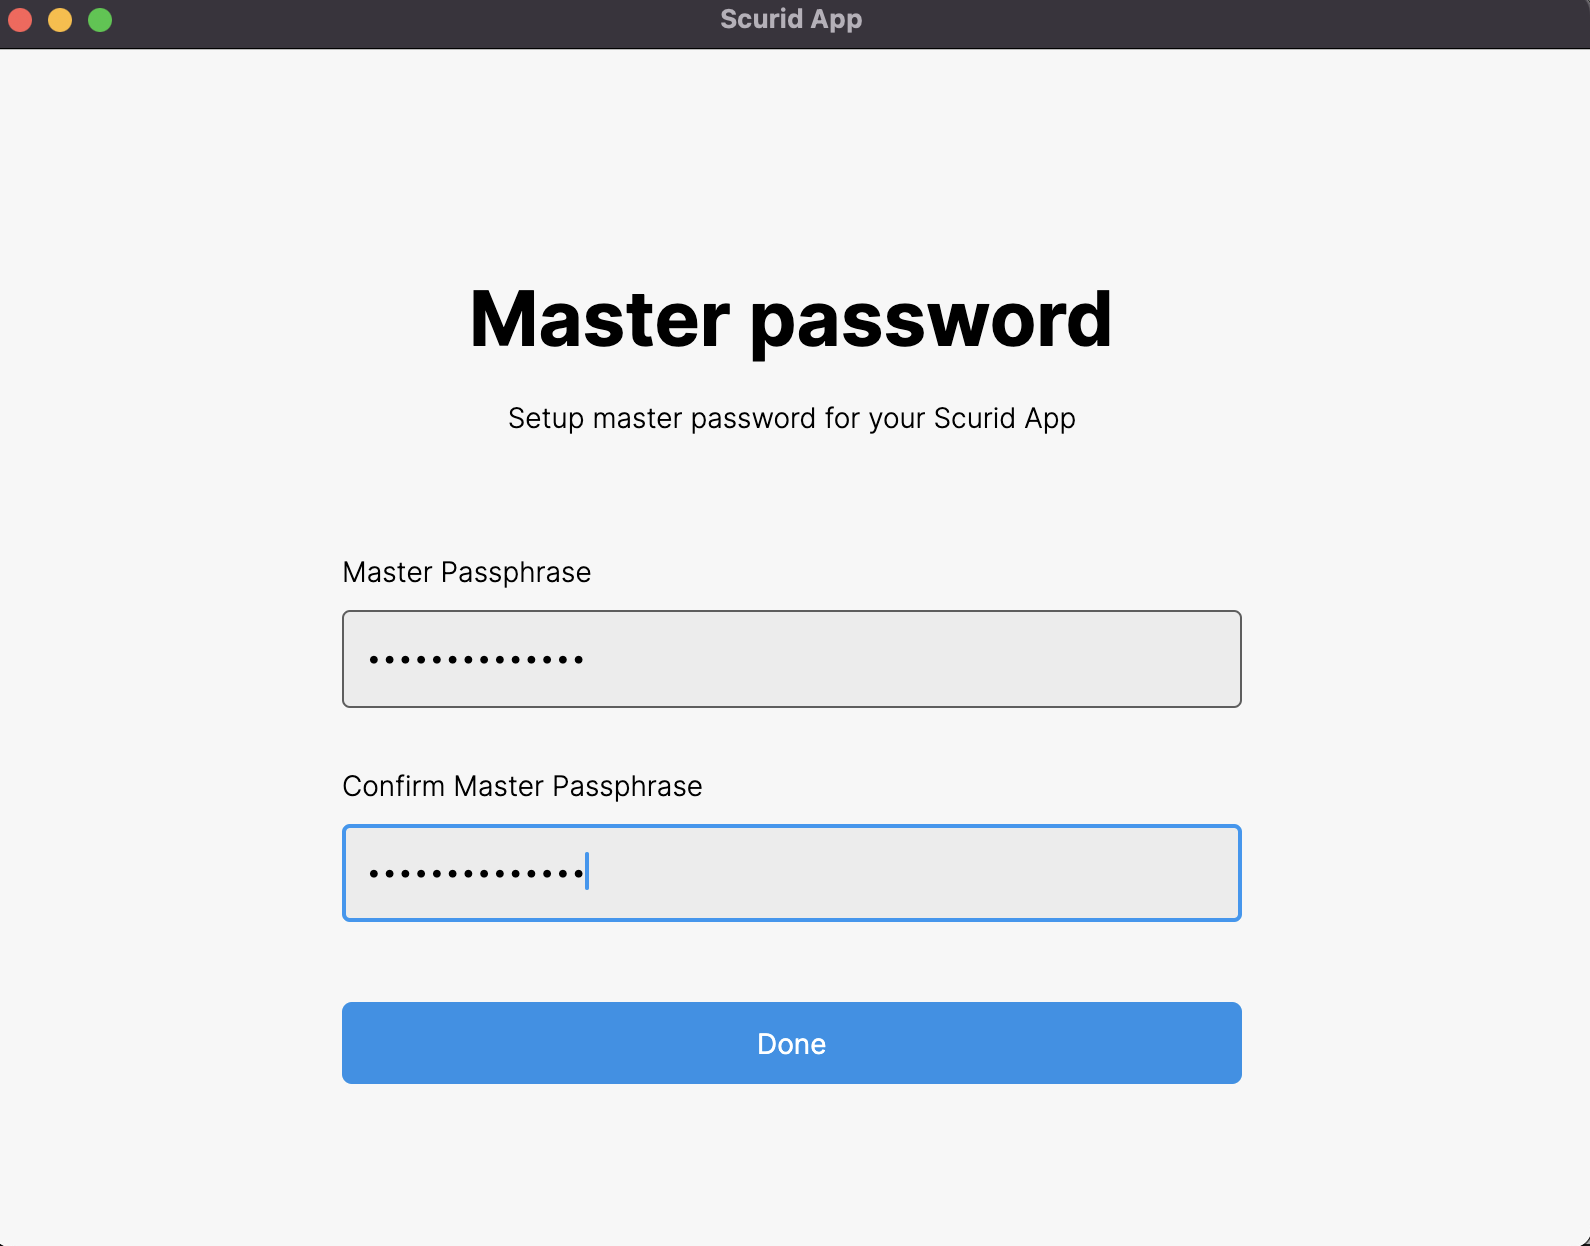 Scurid App
Master password
Setup master password for your Scurid App
Master Passphrase
••••••••••••••
Confirm Master Passphrase
••••••••••••••
Done